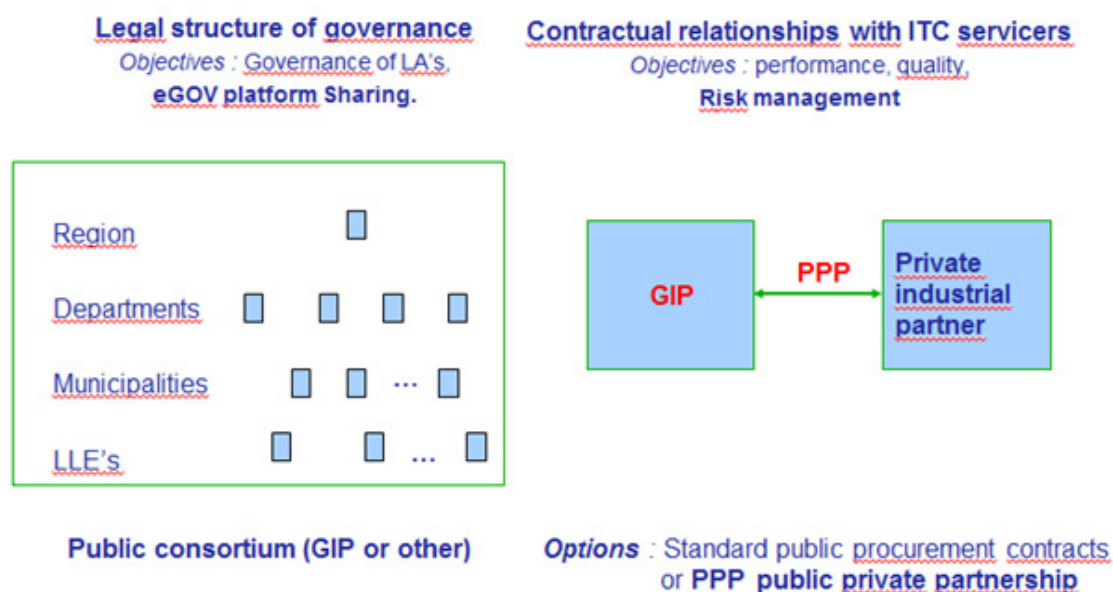 Legal structure of governance
Objectives : Governance of LA's,
eGOV platform Sharing.
Contractual relationships with ITC servicers
Objectives : performance, quality,
Risk management
Region
Departments
Municipalities
...
LLE's
...
GIP
PPP
Private
industrial
partner
Public consortium (GIP or other)
Options : Standard public procurement contracts
or PPP public private partnership